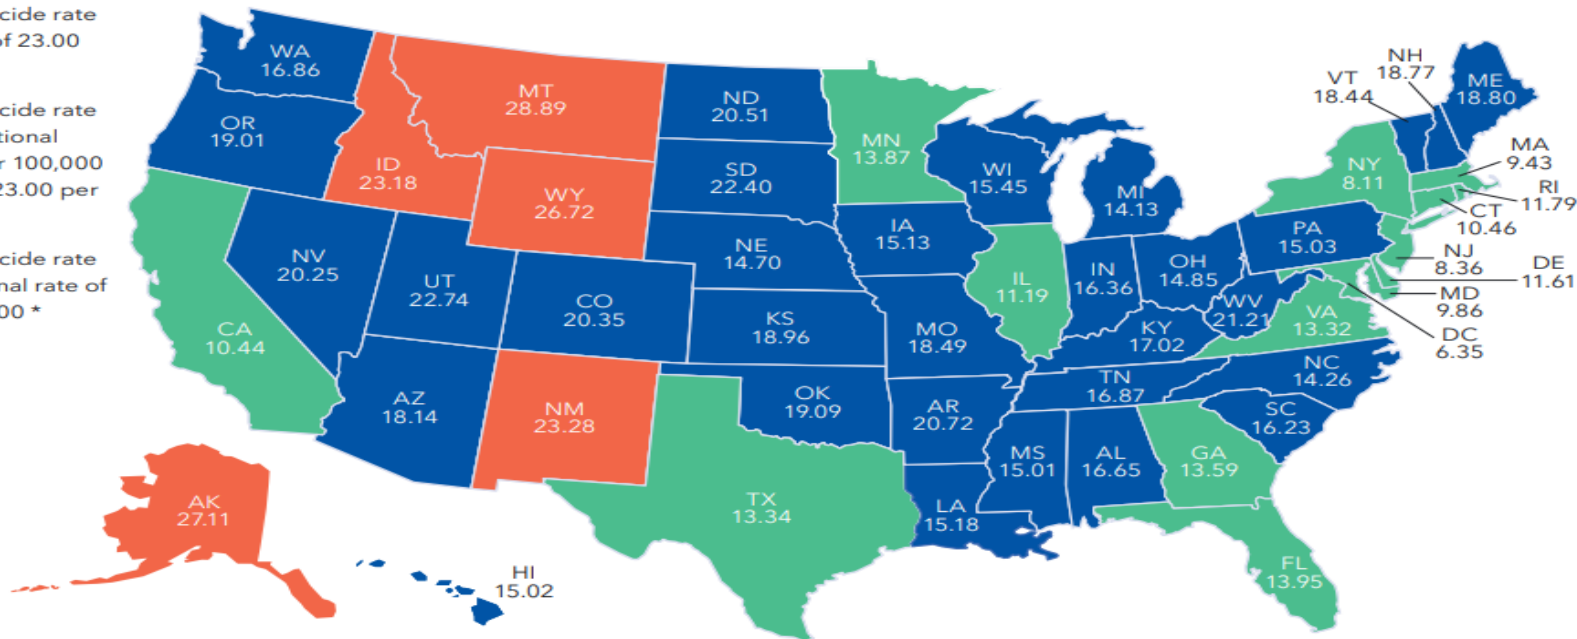 cide rate
of 23.00
cide rate
tional
r 100,000
23.00 per
cide rate
nal rate of
00 *
WA
16.86
OR
19.01
ID
23.18
MT
28.89
WY
26.72
ND
20.51
SD
22.40
NE
14.70
KS
18.96
OK
19.09
TX
13.34
CA
10.44
NV
20.25
UT
22.74
CO
20.35
AZ
18.14
NM
23.28
AK
27.11
HI
15.02
MN
13.87
IA
15.13
MO
18.49
AR
20.72
LA
15.18
WI
15.45
IL
11.19
MI
14.13
IN
16.36
OH
14.85
KY
17.02
TN
16.87
MS
15.01
AL
16.65
GA
13.59
FL
13.95
SC
16.23
NC
14.26
VA
13.32
WV
21.21
PA
15.03
NY
8.11
VT
18.44
NH
18.77
ME
18.80
MA
9.43
RI
11.79
CT
10.46
NJ
8.36
DE
11.61
MD
9.86
DC
6.35